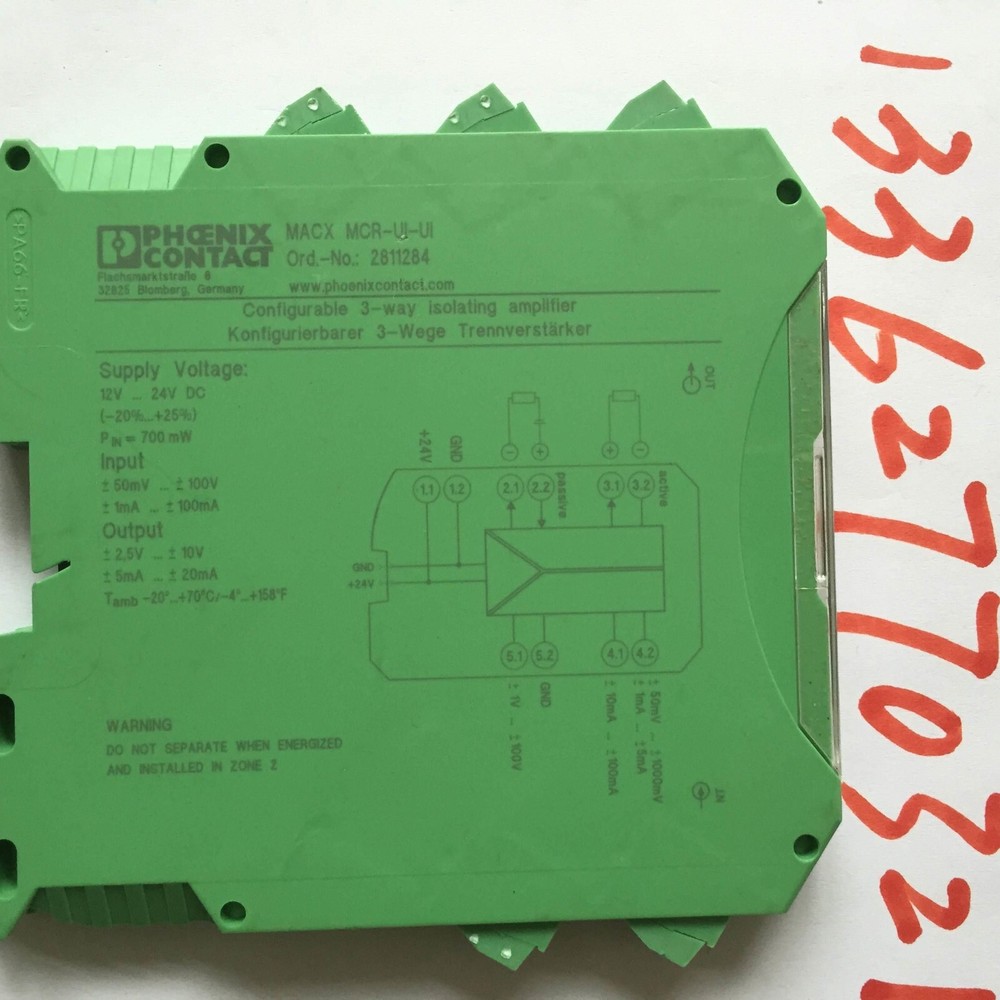 PHŒNIX CONTACT
Flachsmarktstraße 8
32825 Blomberg, Germany
MACX MCR-UI-UI
Ord.-No.: 2811284
www.phoenixcontact.com
Configurable 3-way isolating amplifier
Konfigurierbarer 3-Wege Trennverstärker
Supply Voltage:
12V ... 24V DC
(-20%...+25%)
PIN = 700 mW
Input
± 50mV ... ± 100V
± 1mA ... ± 100mA
Output
± 2,5V ... ± 10V
± 5mA ... ± 20mA
Tamb -20°...+70°C/-4°...+158°F
WARNING
DO NOT SEPARATE WHEN ENERGIZED
AND INSTALLED IN ZONE 2
OUT
+24V
GND
- +
+ -
1.1 1.2 2.1 2.2 3.1 3.2
passive
active
GND
+24V
5.1 5.2 4.1 4.2
± 1V ... ± 100V
GND
± 10mA ... ± 100mA
± 1mA ... ± 5mA
± 50mV ... ± 1000mV
IN
>PA66-FR<
13362770321